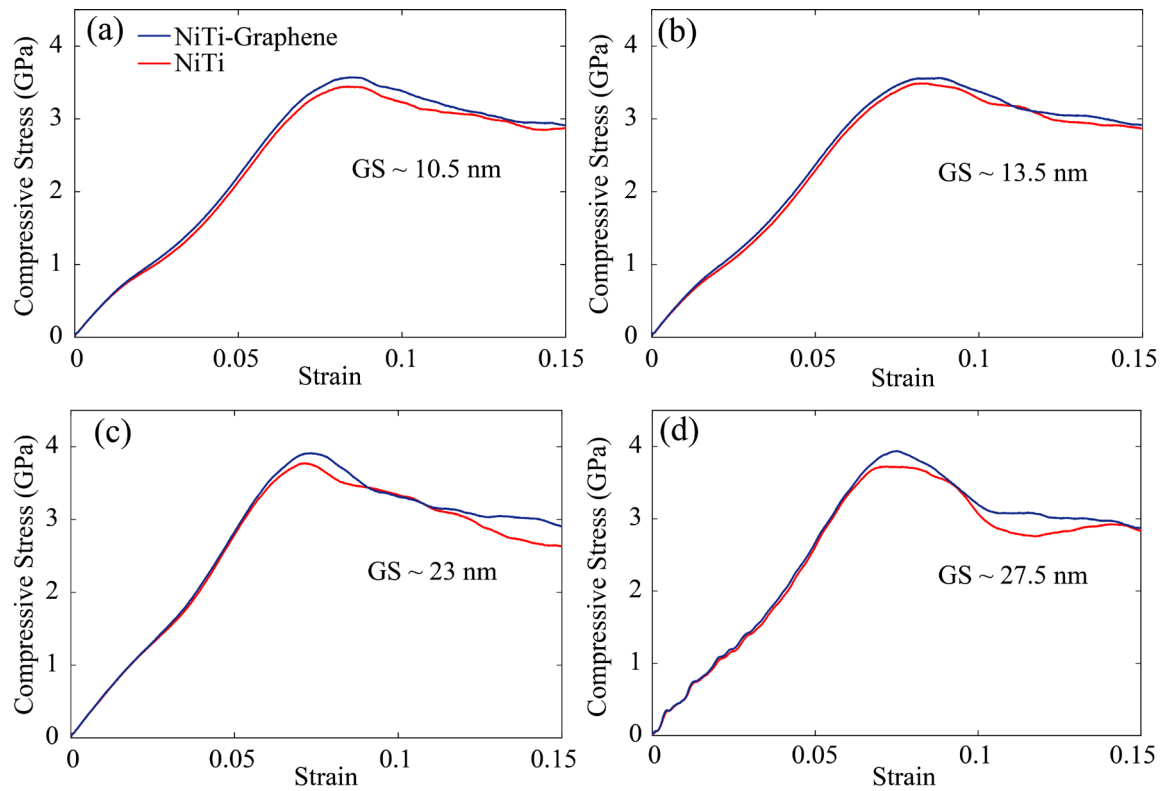 (a)
NiTi-Graphene
NiTi
GS ~ 10.5 nm
Compressive Stress (GPa)
4
3
2
1
0
0 0.05 0.1 0.15
Strain
(b)
GS ~ 13.5 nm
Compressive Stress (GPa)
4
3
2
1
0
0 0.05 0.1 0.15
Strain
(c)
GS ~ 23 nm
Compressive Stress (GPa)
4
3
2
1
0
0 0.05 0.1 0.15
Strain
(d)
GS ~ 27.5 nm
Compressive Stress (GPa)
4
3
2
1
0
0 0.05 0.1 0.15
Strain